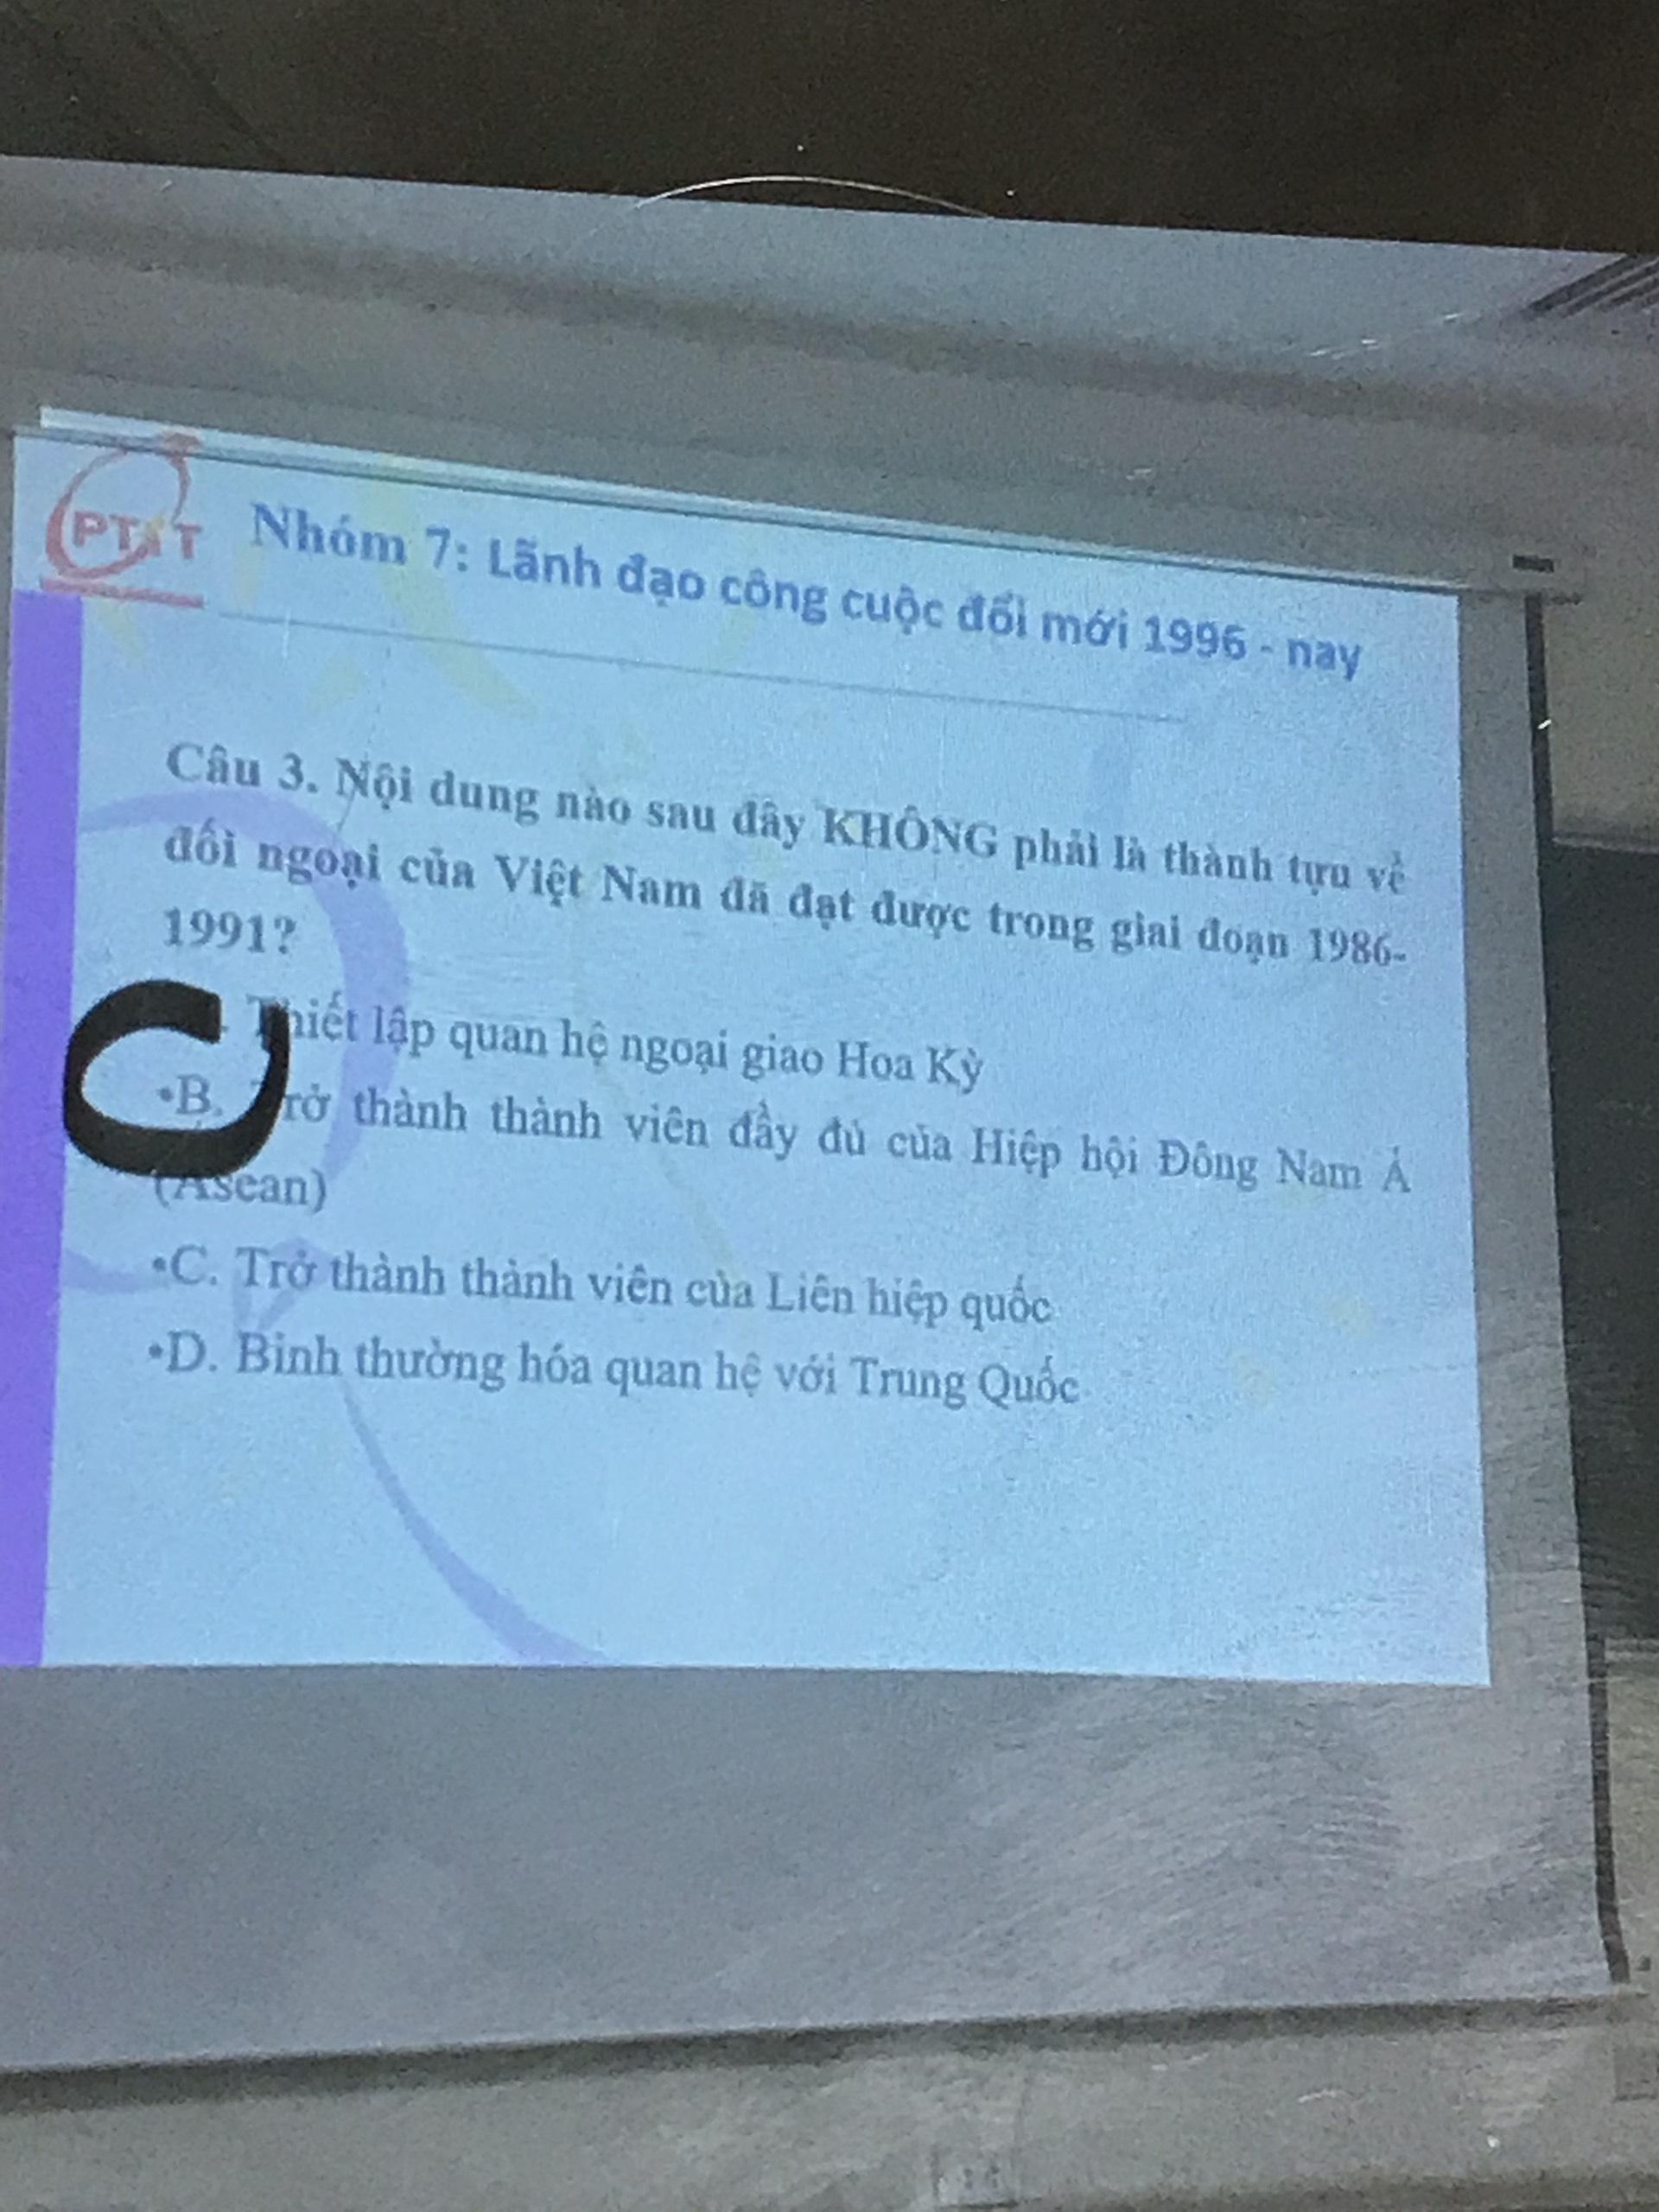 PTIT
Nhóm 7: Lãnh đạo công cuộc đổi mới 1996 - nay
Câu 3. Nội dung nào sau đây KHÔNG phải là thành tựu về
đối ngoại của Việt Nam đã đạt được trong giai đoạn 1986-
1991?
Thiết lập quan hệ ngoại giao Hoa Kỳ
•B. Trở thành thành viên đầy đủ của Hiệp hội Đông Nam Á
(Asean)
•C. Trở thành thành viên của Liên hiệp quốc
•D. Bình thường hóa quan hệ với Trung Quốc